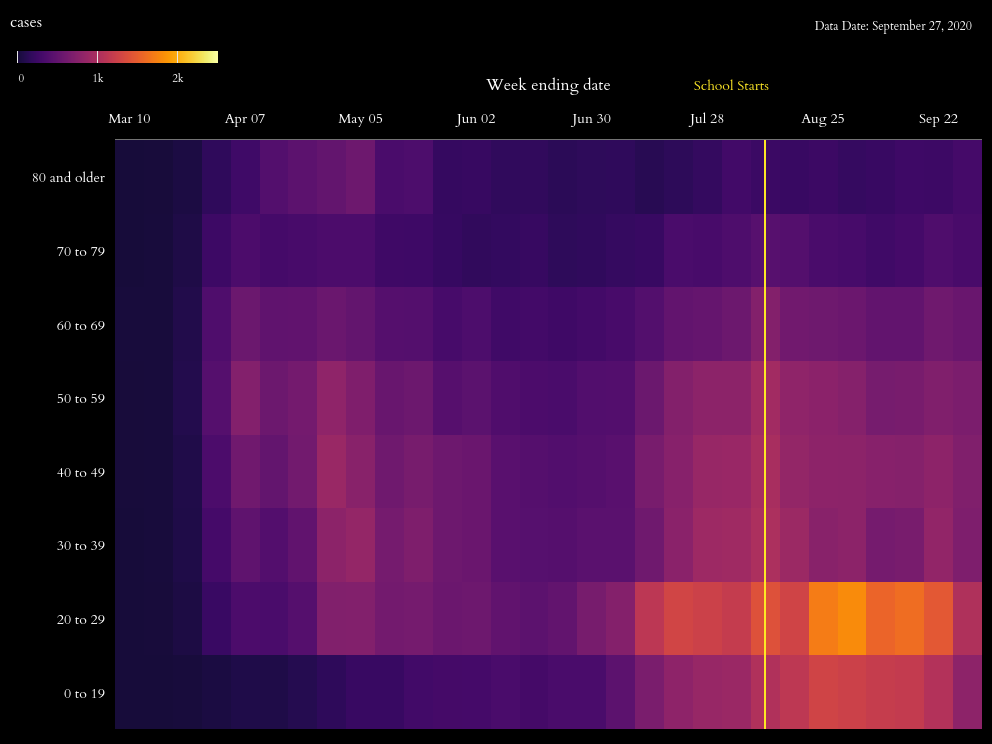 cases
Data Date: September 27, 2020
0 1k 2k
Week ending date
School Starts
Mar 10 Apr 07 May 05 Jun 02 Jun 30 Jul 28 Aug 25 Sep 22
80 and older
70 to 79
60 to 69
50 to 59
40 to 49
30 to 39
20 to 29
0 to 19